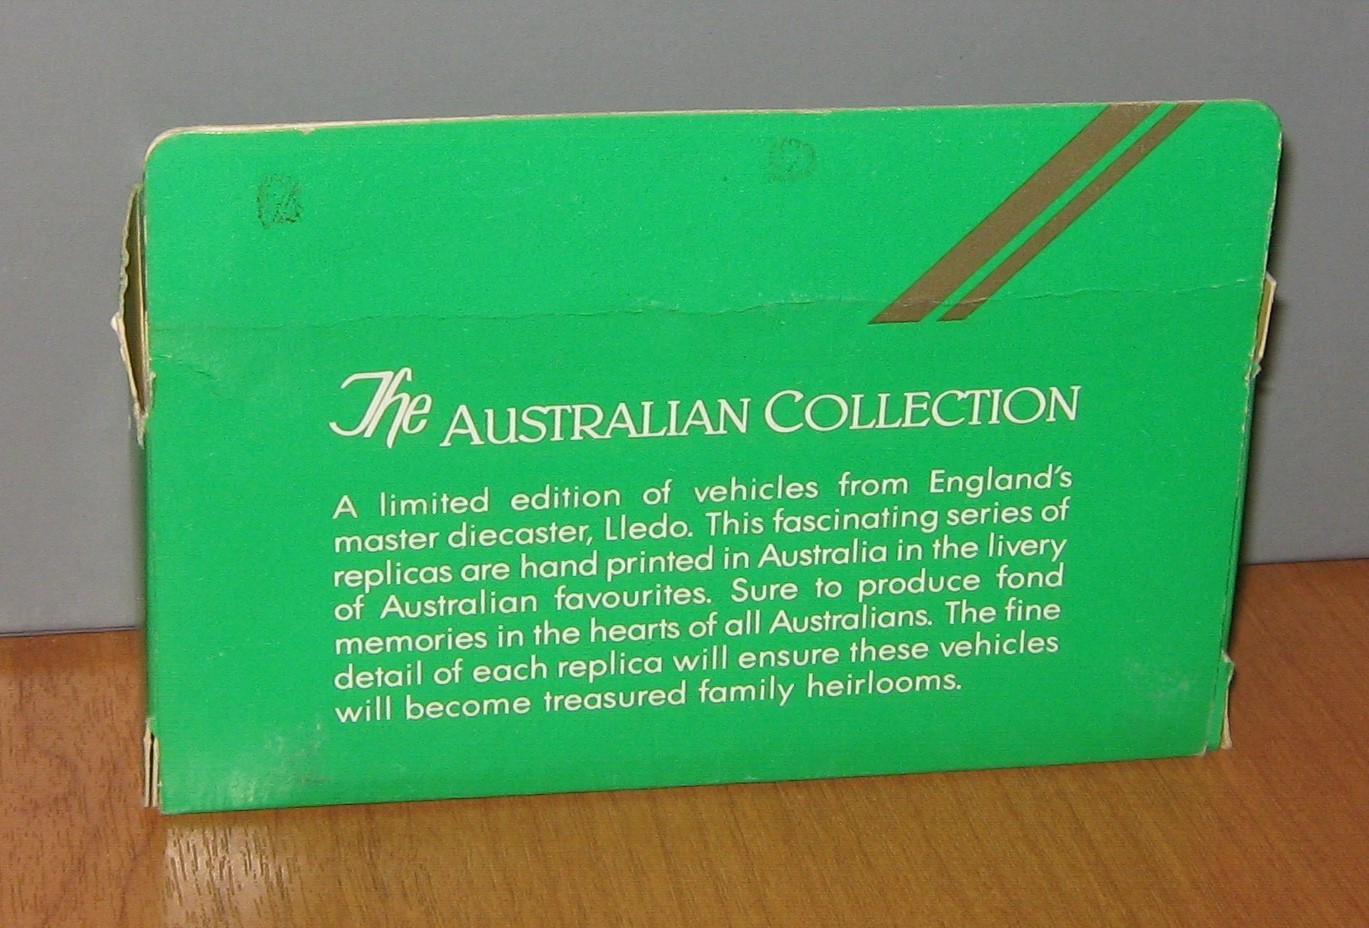 The AUSTRALIAN COLLECTION
A limited edition of vehicles from England's
master diecaster, Lledo. This fascinating series of
replicas are hand printed in Australia in the livery
of Australian favourites. Sure to produce fond
memories in the hearts of all Australians. The fine
detail of each replica will ensure these vehicles
will become treasured family heirlooms.